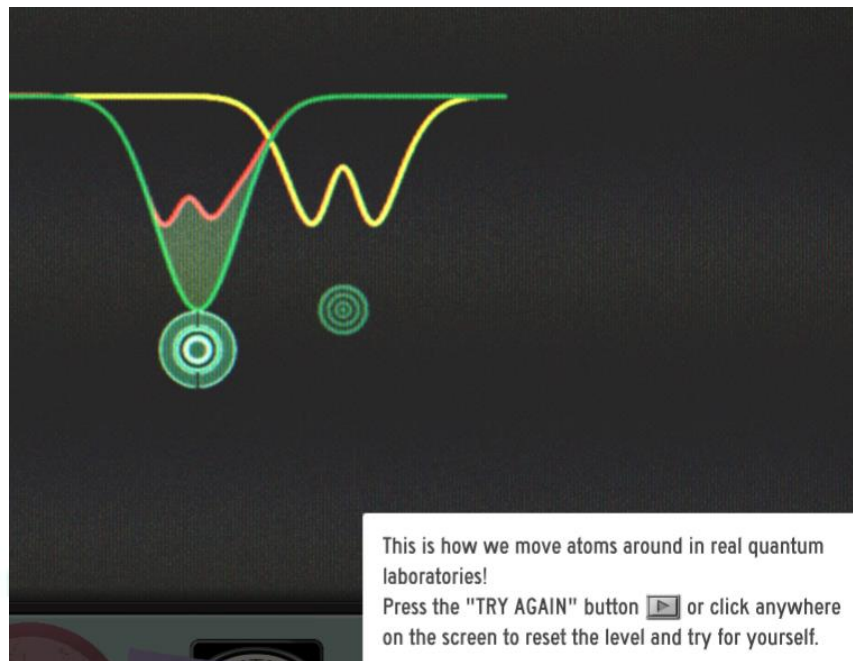 This is how we move atoms around in real quantum
laboratories!
Press the "TRY AGAIN" button or click anywhere
on the screen to reset the level and try for yourself.